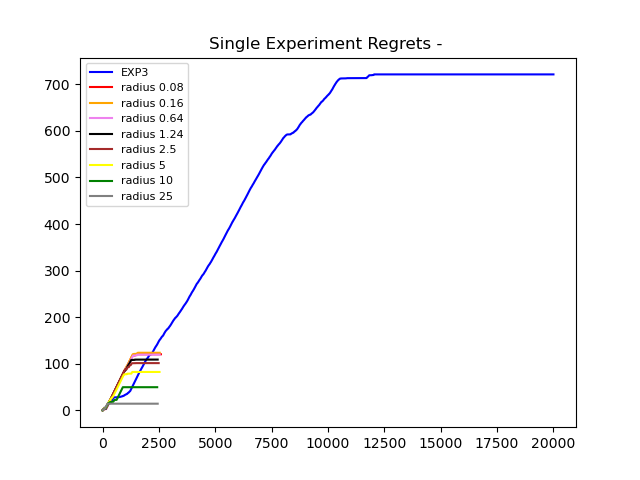 Single Experiment Regrets -
EXP3
radius 0.08
radius 0.16
radius 0.64
radius 1.24
radius 2.5
radius 5
radius 10
radius 25
700
600
500
400
300
200
100
0
0 2500 5000 7500 10000 12500 15000 17500 20000